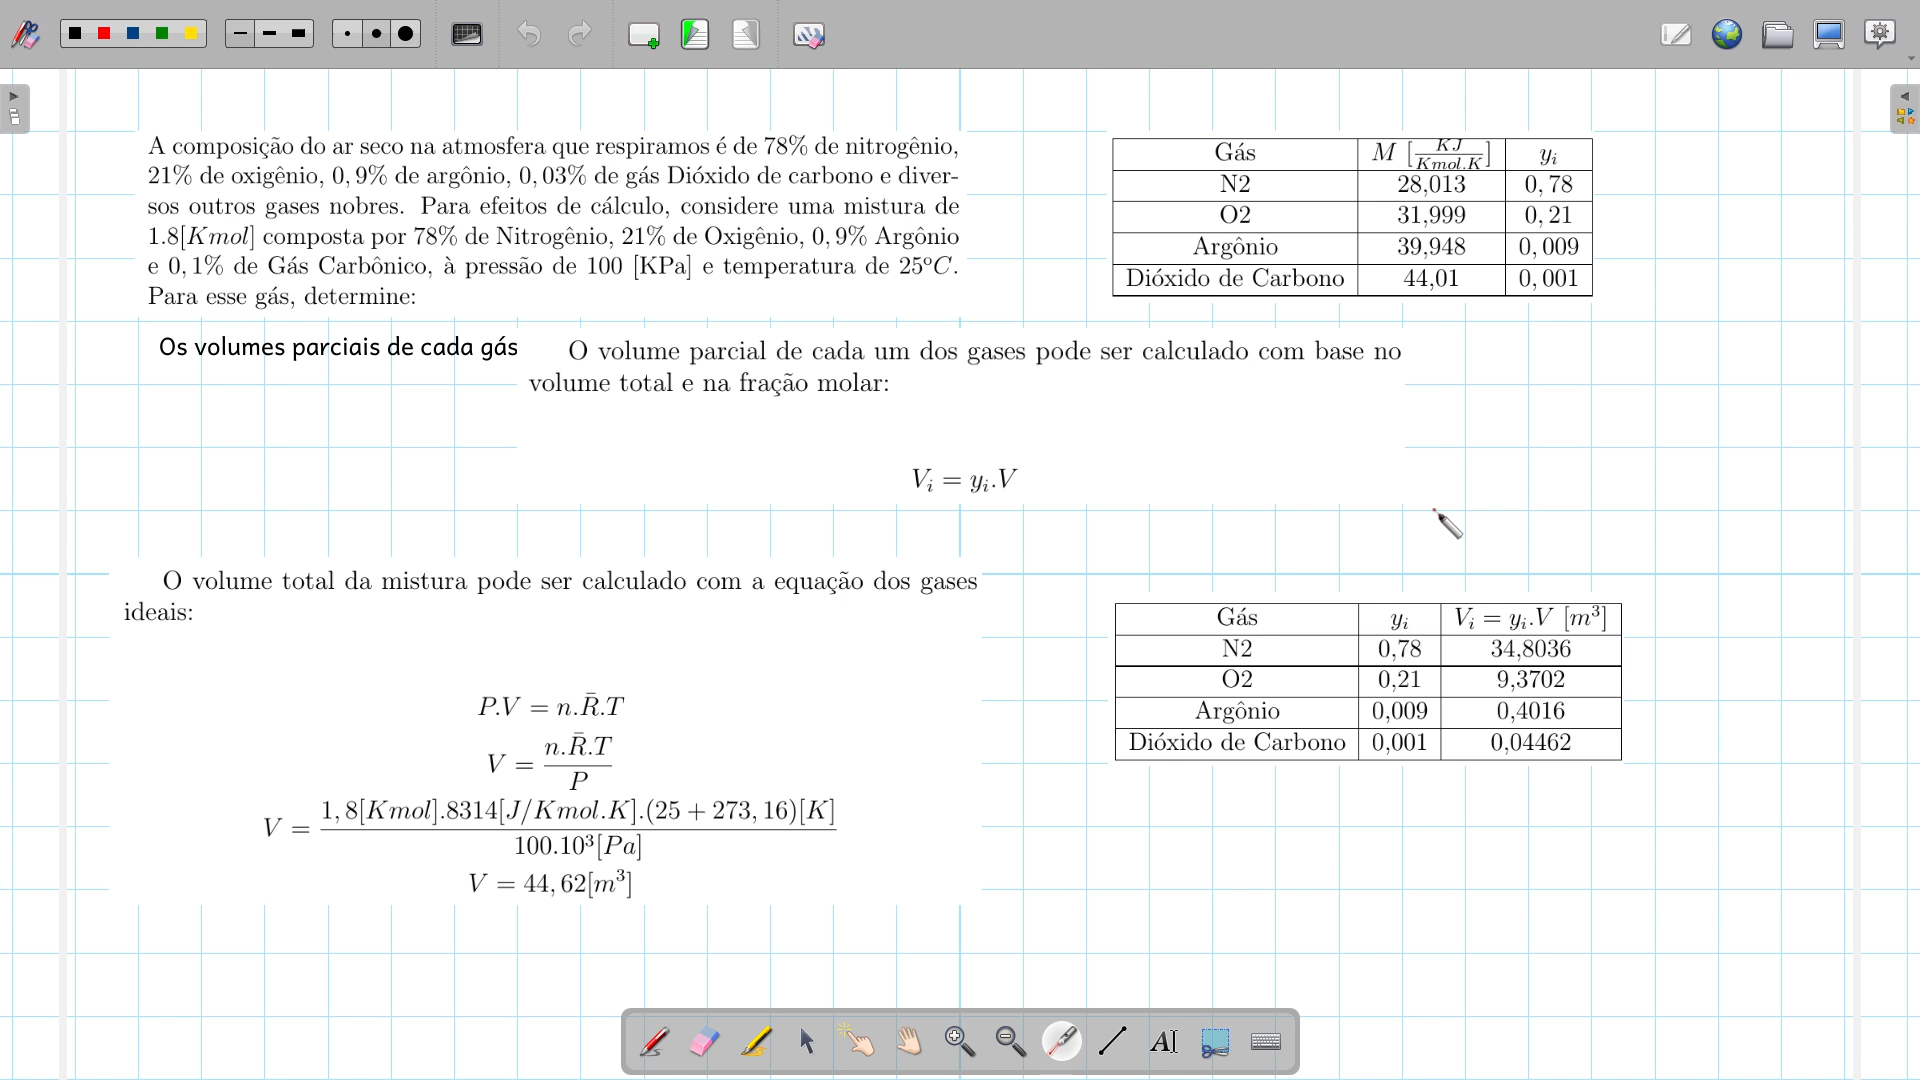 A composição do ar seco na atmosfera que respiramos é de 78% de nitrogênio,
21% de oxigênio, 0,9% de argônio, 0,03% de gás Dióxido de carbono e diver-
sos outros gases nobres. Para efeitos de cálculo, considere uma mistura de
1.8[Kmol] composta por 78% de Nitrogênio, 21% de Oxigênio, 0,9% Argônio
e 0,1% de Gás Carbônico, à pressão de 100 [KPa] e temperatura de 25ºC.
Para esse gás, determine:
Gás M [KJ/Kmol.K] yᵢ
N2 28,013 0,78
O2 31,999 0,21
Argônio 39,948 0,009
Dióxido de Carbono 44,01 0,001
Os volumes parciais de cada gás
O volume parcial de cada um dos gases pode ser calculado com base no
volume total e na fração molar:
Vᵢ = yᵢ.V
O volume total da mistura pode ser calculado com a equação dos gases
ideais:
P.V = n.R̄.T
V = n.R̄.T / P
V = 1,8[Kmol].8314[J/Kmol.K].(25 + 273,16)[K] / 100.10³[Pa]
V = 44,62[m³]
Gás yᵢ Vᵢ = yᵢ.V [m³]
N2 0,78 34,8036
O2 0,21 9,3702
Argônio 0,009 0,4016
Dióxido de Carbono 0,001 0,04462